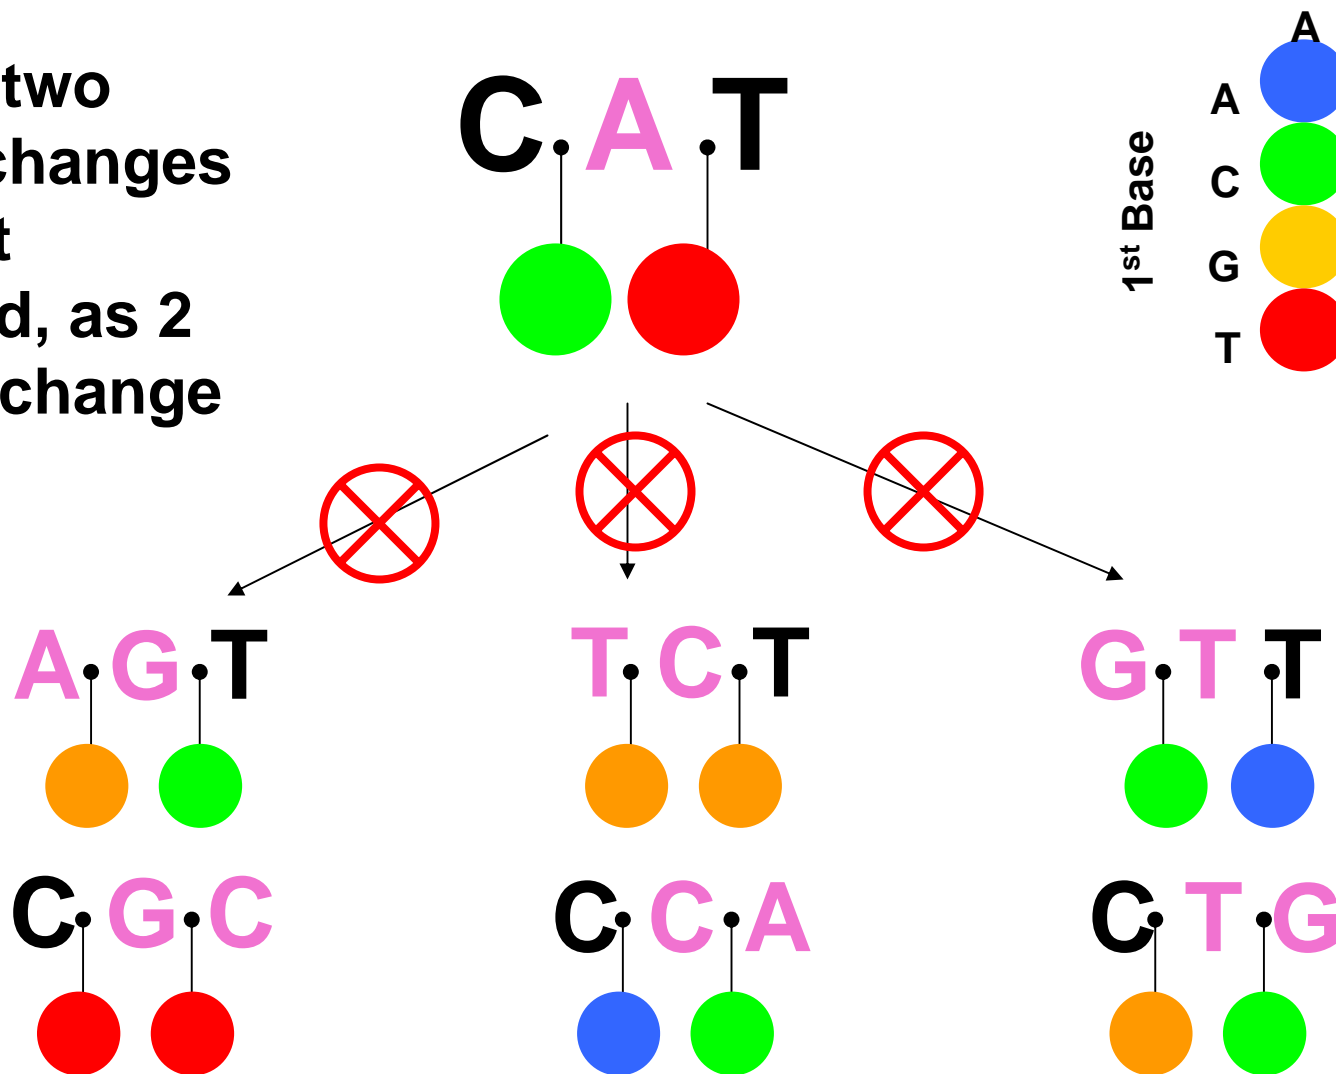 two
changes
t
d, as 2
change
C A T
A
A
C
G
T
1st Base
A G T
T C T
G T T
C G C
C C A
C T G